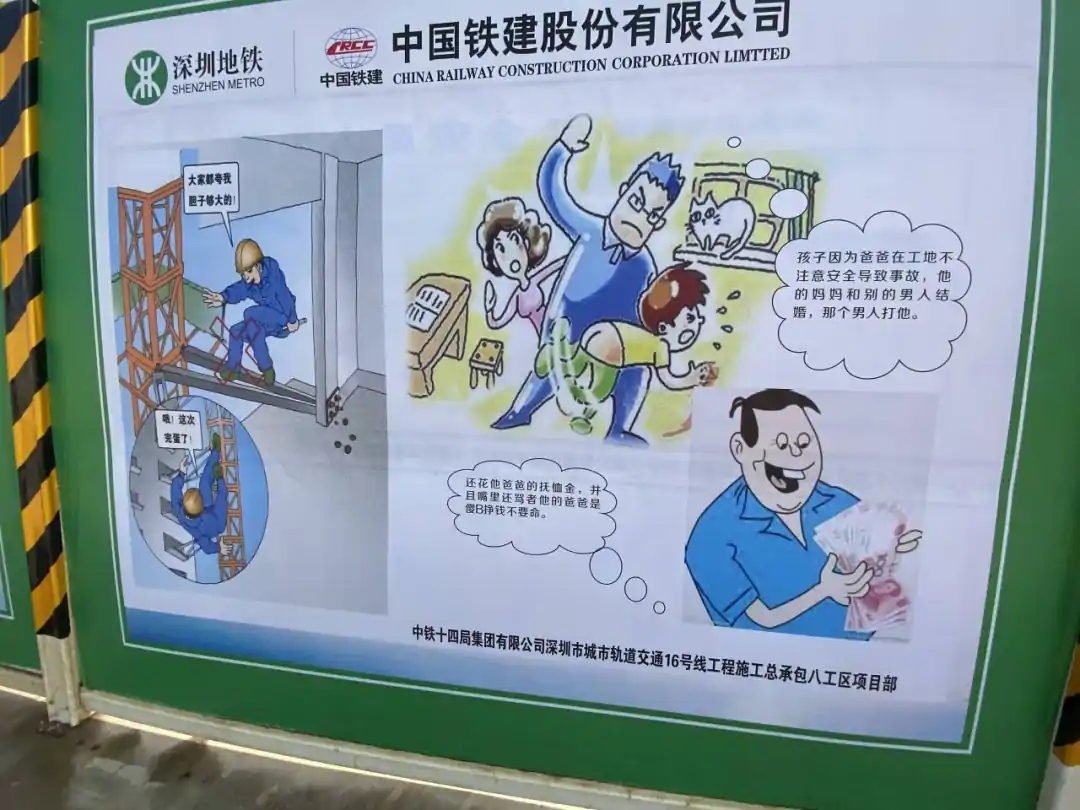 深圳地铁
SHENZHEN METRO
CRCC
中国铁建
中国铁建股份有限公司
CHINA RAILWAY CONSTRUCTION CORPORATION LIMTTED
大家都夸我
胆子够大的!
哦!这次
完蛋了!
孩子因为爸爸在工地不
注意安全导致事故,他
的妈妈和别的男人结
婚,那个男人打他。
还花他爸爸的抚恤金,并
且嘴里还骂者他的爸爸是
傻B挣钱不要命。
中铁十四局集团有限公司深圳市城市轨道交通16号线工程施工总承包八工区项目部